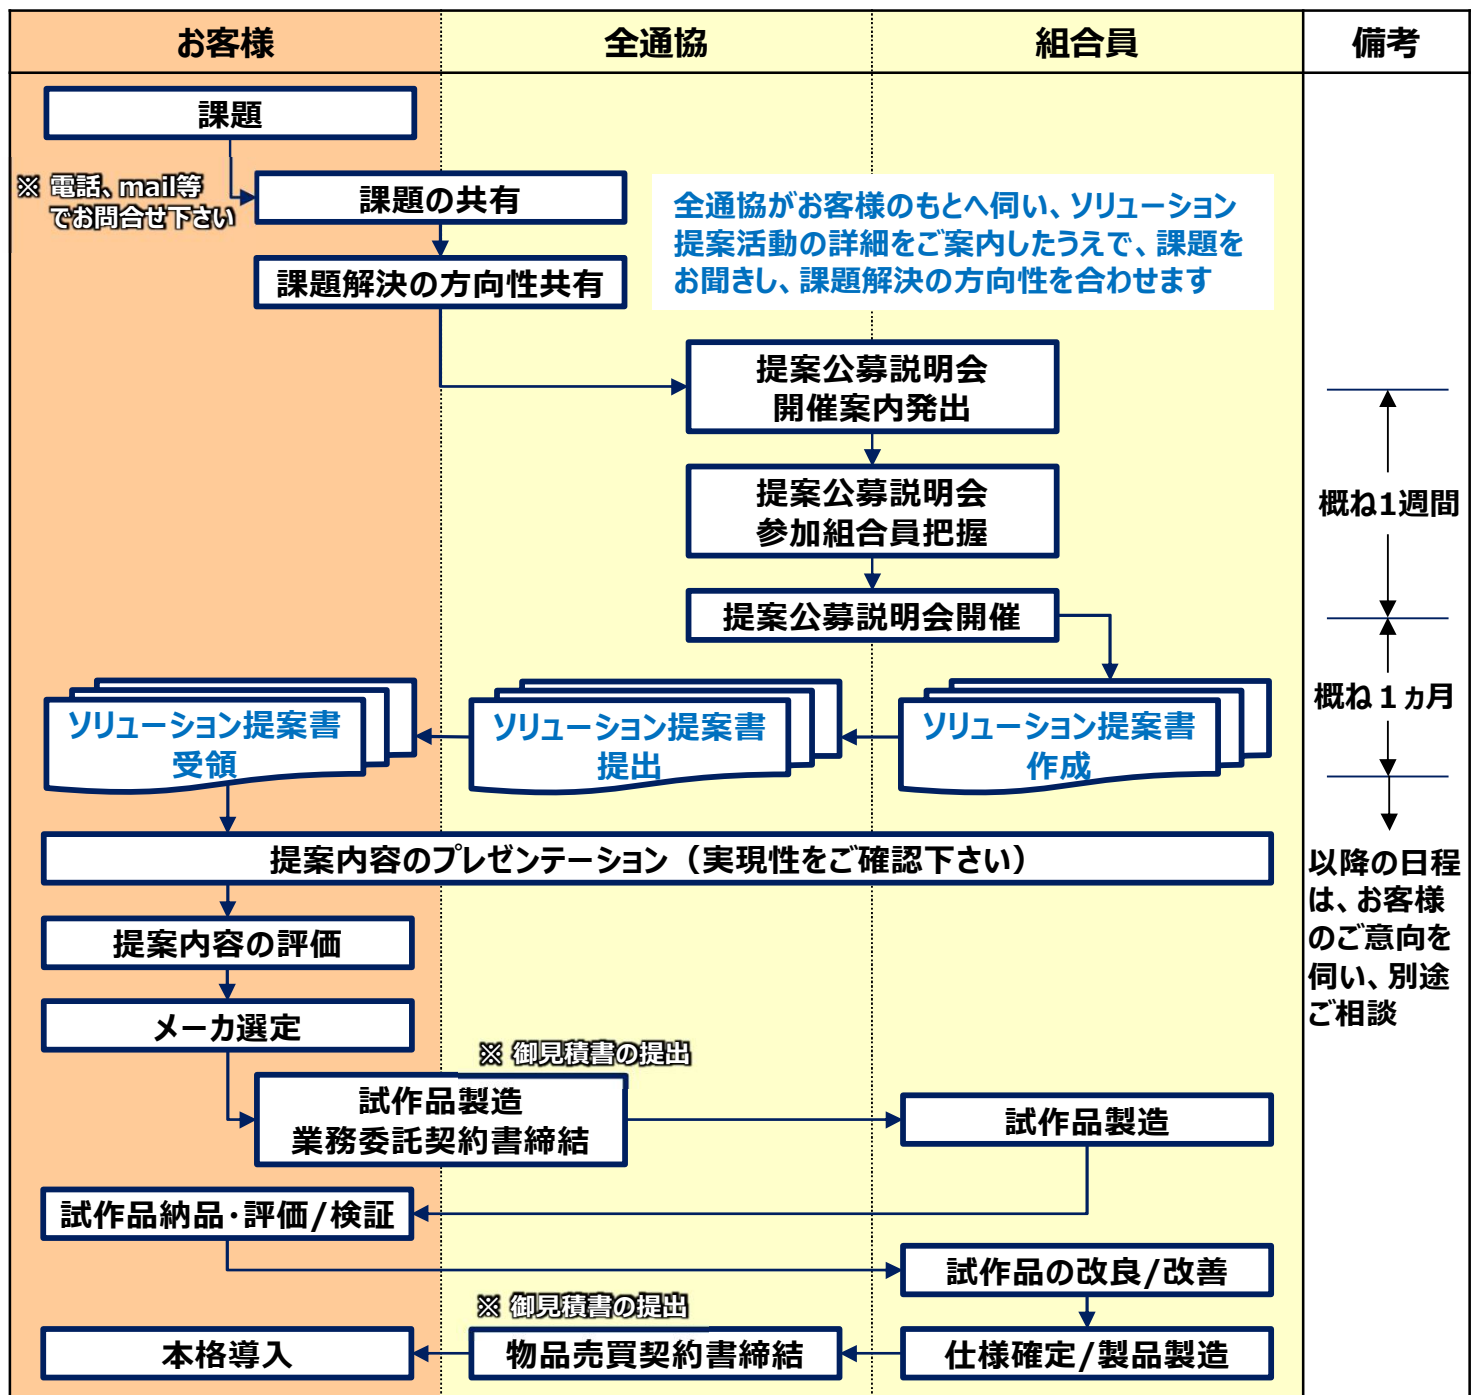 お客様
全通協
組合員
備考
課題
※ 電話、mail等
でお問合せ下さい
課題の共有
全通協がお客様のもとへ伺い、ソリューション
提案活動の詳細をご案内したうえで、課題を
お聞きし、課題解決の方向性を合わせます
課題解決の方向性共有
提案公募説明会
開催案内発出
提案公募説明会
参加組合員把握
概ね1週間
提案公募説明会開催
ソリューション提案書
受領
ソリューション提案書
提出
ソリューション提案書
作成
概ね１ヵ月
提案内容のプレゼンテーション（実現性をご確認下さい）
以降の日程
は、お客様
のご意向を
伺い、別途
ご相談
提案内容の評価
メーカ選定
※ 御見積書の提出
試作品製造
業務委託契約書締結
試作品製造
試作品納品･評価/検証
試作品の改良/改善
※ 御見積書の提出
本格導入
物品売買契約書締結
仕様確定/製品製造